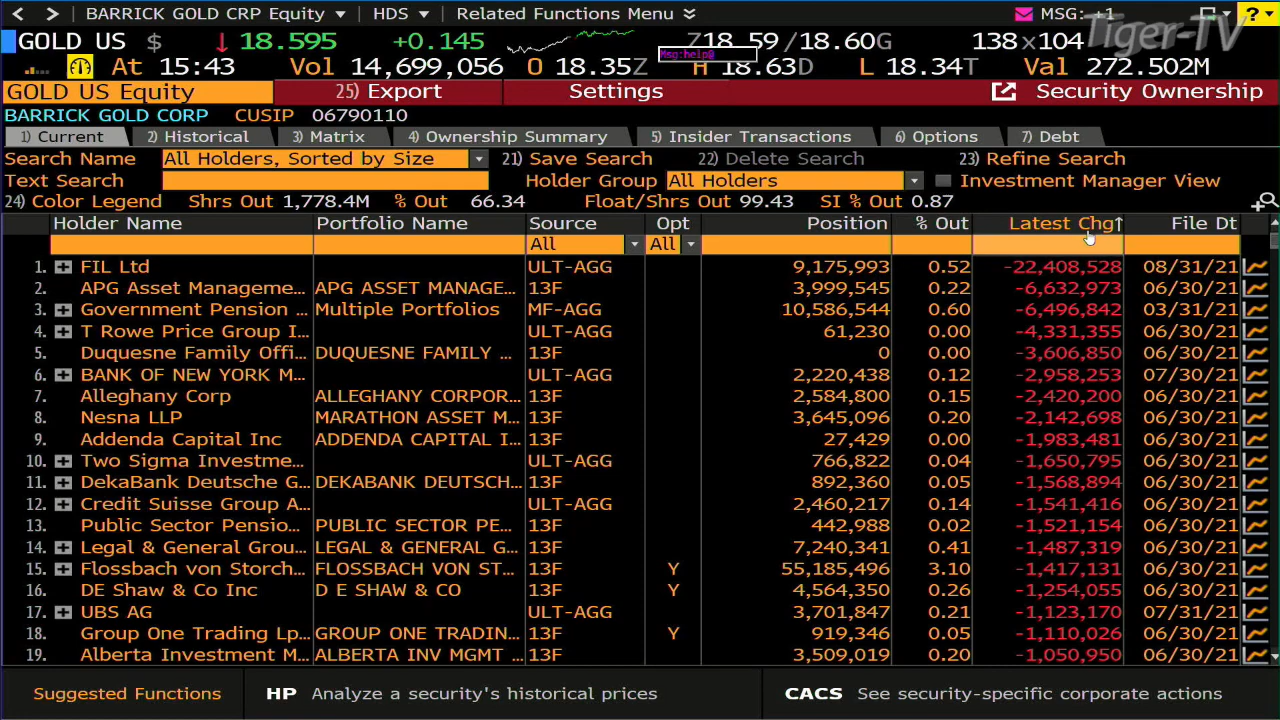 < > BARRICK GOLD CRP Equity HDS Related Functions Menu MSG: +1 ?
Tiger-TV
GOLD US $ ↓ 18.595 +0.145 Z18.59/18.60G 138x104
Msg:help@
At 15:43 Vol 14,699,056 O 18.35Z H 18.63D L 18.34T Val 272.502M
GOLD US Equity 25) Export Settings Security Ownership
BARRICK GOLD CORP CUSIP 06790110
1) Current 2) Historical 3) Matrix 4) Ownership Summary 5) Insider Transactions 6) Options 7) Debt
Search Name All Holders, Sorted by Size 21) Save Search 22) Delete Search 23) Refine Search
Text Search Holder Group All Holders Investment Manager View
24) Color Legend Shrs Out 1,778.4M % Out 66.34 Float/Shrs Out 99.43 SI % Out 0.87
Holder Name Portfolio Name Source Opt Position % Out Latest Chg↑ File Dt
All All
1. FIL Ltd ULT-AGG 9,175,993 0.52 -22,408,528 08/31/21
2. APG Asset Manageme... APG ASSET MANAGE... 13F 3,999,545 0.22 -6,632,973 06/30/21
3. Government Pension ... Multiple Portfolios MF-AGG 10,586,544 0.60 -6,496,842 03/31/21
4. T Rowe Price Group I... ULT-AGG 61,230 0.00 -4,331,355 06/30/21
5. Duquesne Family Offi... DUQUESNE FAMILY ... 13F 0 0.00 -3,606,850 06/30/21
6. BANK OF NEW YORK M... ULT-AGG 2,220,438 0.12 -2,958,253 07/30/21
7. Alleghany Corp ALLEGHANY CORPOR... 13F 2,584,800 0.15 -2,420,200 06/30/21
8. Nesna LLP MARATHON ASSET M... 13F 3,645,096 0.20 -2,142,698 06/30/21
9. Addenda Capital Inc ADDENDA CAPITAL I... 13F 27,429 0.00 -1,983,481 06/30/21
10. Two Sigma Investme... ULT-AGG 766,822 0.04 -1,650,795 06/30/21
11. DekaBank Deutsche G... DEKABANK DEUTSCH... 13F 892,360 0.05 -1,568,894 06/30/21
12. Credit Suisse Group A... ULT-AGG 2,460,217 0.14 -1,541,416 06/30/21
13. Public Sector Pensio... PUBLIC SECTOR PE... 13F 442,988 0.02 -1,521,154 06/30/21
14. Legal & General Grou... LEGAL & GENERAL G... 13F 7,240,341 0.41 -1,487,319 06/30/21
15. Flossbach von Storch... FLOSSBACH VON ST... 13F Y 55,185,496 3.10 -1,417,131 06/30/21
16. DE Shaw & Co Inc D E SHAW & CO 13F Y 4,564,350 0.26 -1,254,055 06/30/21
17. UBS AG ULT-AGG 3,701,847 0.21 -1,123,170 07/31/21
18. Group One Trading Lp... GROUP ONE TRADIN... 13F Y 919,346 0.05 -1,110,026 06/30/21
19. Alberta Investment M... ALBERTA INV MGMT ... 13F 3,509,019 0.20 -1,050,950 06/30/21
Suggested Functions HP Analyze a security's historical prices CACS See security-specific corporate actions